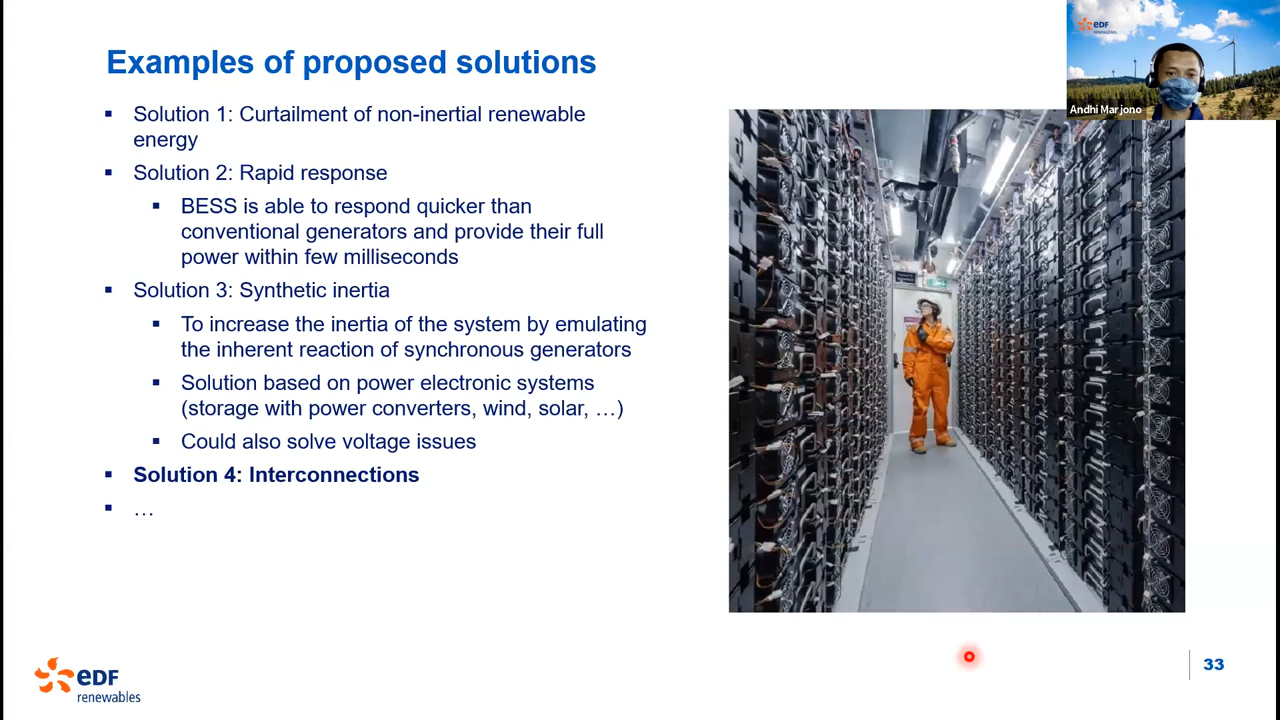 Examples of proposed solutions
▪ Solution 1: Curtailment of non-inertial renewable
energy
▪ Solution 2: Rapid response
▪ BESS is able to respond quicker than
conventional generators and provide their full
power within few milliseconds
▪ Solution 3: Synthetic inertia
▪ To increase the inertia of the system by emulating
the inherent reaction of synchronous generators
▪ Solution based on power electronic systems
(storage with power converters, wind, solar, …)
▪ Could also solve voltage issues
▪ Solution 4: Interconnections
▪ …
eDF
renewables
Andhi Marjono
eDF
renewables
33